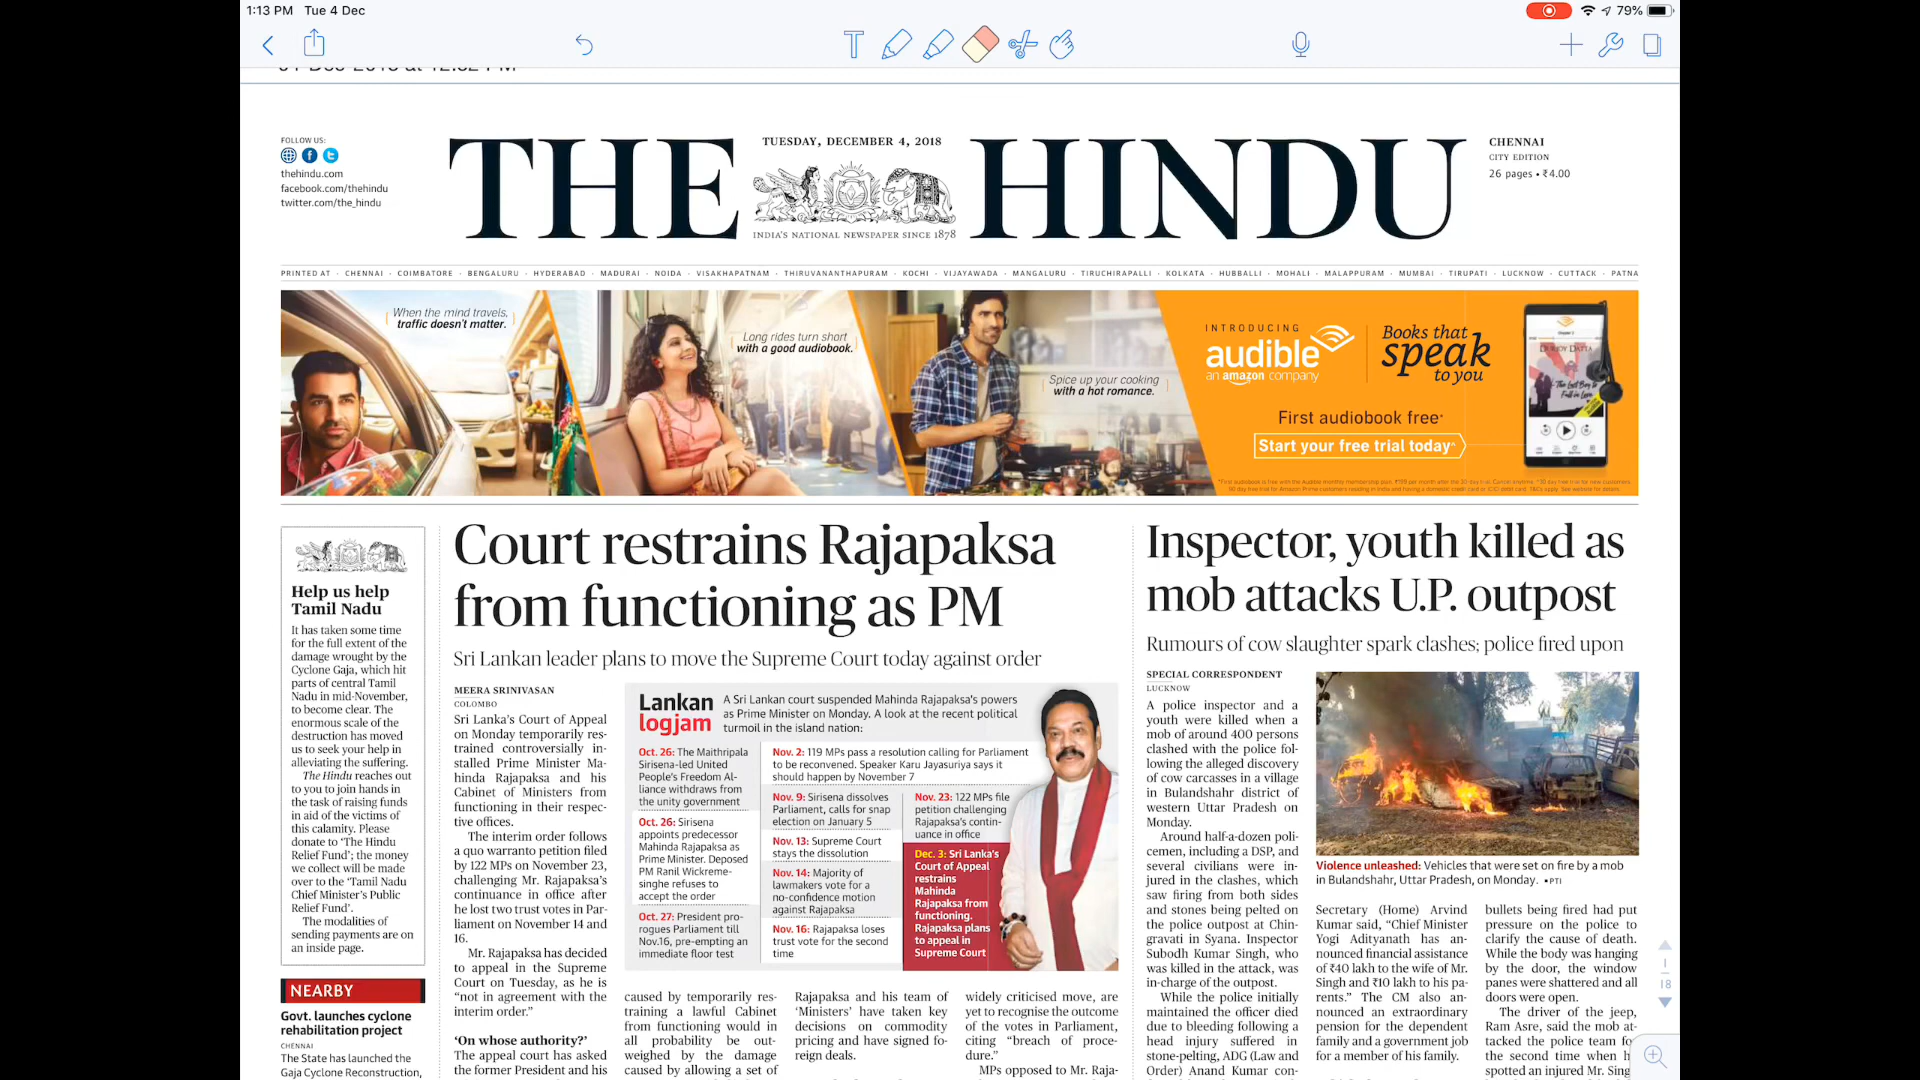 1:13 PM Tue 4 Dec
79%
FOLLOW US:
thehindu.com
facebook.com/thehindu
twitter.com/the_hindu
TUESDAY, DECEMBER 4, 2018
THE HINDU
INDIA'S NATIONAL NEWSPAPER SINCE 1878
CHENNAI
CITY EDITION
26 pages • ₹4.00
PRINTED AT · CHENNAI · COIMBATORE · BENGALURU · HYDERABAD · MADURAI · NOIDA · VISAKHAPATNAM · THIRUVANANTHAPURAM · KOCHI · VIJAYAWADA · MANGALURU · TIRUCHIRAPALLI · KOLKATA · HUBBALLI · MOHALI · MALAPPURAM · MUMBAI · TIRUPATI · LUCKNOW · CUTTACK · PATNA
When the mind travels,
traffic doesn't matter.
Long rides turn short
with a good audiobook.
Spice up your cooking
with a hot romance.
INTRODUCING
audible
an amazon company
Books that
speak
to you
First audiobook free*
Start your free trial today^
Help us help
Tamil Nadu
It has taken some time
for the full extent of the
damage wrought by the
Cyclone Gaja, which hit
parts of central Tamil
Nadu in mid-November,
to become clear. The
enormous scale of the
destruction has moved
us to seek your help in
alleviating the suffering.
The Hindu reaches out
to you to join hands in
the task of raising funds
in aid of the victims of
this calamity. Please
donate to 'The Hindu
Relief Fund'; the money
we collect will be made
over to the 'Tamil Nadu
Chief Minister's Public
Relief Fund'.
The modalities of
sending payments are on
an inside page.
NEARBY
Govt. launches cyclone
rehabilitation project
CHENNAI
The State has launched the
Gaja Cyclone Reconstruction,
Court restrains Rajapaksa
from functioning as PM
Sri Lankan leader plans to move the Supreme Court today against order
MEERA SRINIVASAN
COLOMBO
Sri Lanka's Court of Appeal
on Monday temporarily res-
trained controversially in-
stalled Prime Minister Ma-
hinda Rajapaksa and his
Cabinet of Ministers from
functioning in their respec-
tive offices.
The interim order follows
a quo warranto petition filed
by 122 MPs on November 23,
challenging Mr. Rajapaksa's
continuance in office after
he lost two trust votes in Par-
liament on November 14 and
16.
Mr. Rajapaksa has decided
to appeal in the Supreme
Court on Tuesday, as he is
"not in agreement with the
interim order."
'On whose authority?'
The appeal court has asked
the former President and his
Lankan
logjam
A Sri Lankan court suspended Mahinda Rajapaksa's powers
as Prime Minister on Monday. A look at the recent political
turmoil in the island nation:
Oct. 26: The Maithripala
Sirisena-led United
People's Freedom Al-
liance withdraws from
the unity government
Oct. 26: Sirisena
appoints predecessor
Mahinda Rajapaksa as
Prime Minister. Deposed
PM Ranil Wickreme-
singhe refuses to
accept the order
Oct. 27: President pro-
rogues Parliament till
Nov.16, pre-empting an
immediate floor test
Nov. 2: 119 MPs pass a resolution calling for Parliament
to be reconvened. Speaker Karu Jayasuriya says it
should happen by November 7
Nov. 9: Sirisena dissolves
Parliament, calls for snap
election on January 5
Nov. 13: Supreme Court
stays the dissolution
Nov. 14: Majority of
lawmakers vote for a
no-confidence motion
against Rajapaksa
Nov. 16: Rajapaksa loses
trust vote for the second
time
Nov. 23: 122 MPs file
petition challenging
Rajapaksa's contin-
uance in office
Dec. 3: Sri Lanka's
Court of Appeal
restrains
Mahinda
Rajapaksa from
functioning.
Rajapaksa plans
to appeal in
Supreme Court
caused by temporarily res-
training a lawful Cabinet
from functioning would in
all probability be out-
weighed by the damage
caused by allowing a set of
Rajapaksa and his team of
'Ministers' have taken key
decisions on commodity
pricing and have signed fo-
reign deals.
widely criticised move, are
yet to recognise the outcome
of the votes in Parliament,
citing "breach of proce-
dure."
MPs opposed to Mr. Raja-
Inspector, youth killed as
mob attacks U.P. outpost
Rumours of cow slaughter spark clashes; police fired upon
SPECIAL CORRESPONDENT
LUCKNOW
A police inspector and a
youth were killed when a
mob of around 400 persons
clashed with the police fol-
lowing the alleged discovery
of cow carcasses in a village
in Bulandshahr district of
western Uttar Pradesh on
Monday.
Around half-a-dozen poli-
cemen, including a DSP, and
several civilians were in-
jured in the clashes, which
saw firing from both sides
and stones being pelted on
the police outpost at Chin-
gravati in Syana. Inspector
Subodh Kumar Singh, who
was killed in the attack, was
in-charge of the outpost.
While the police initially
maintained the officer died
due to bleeding following a
head injury suffered in
stone-pelting, ADG (Law and
Order) Anand Kumar con-
Violence unleashed: Vehicles that were set on fire by a mob
in Bulandshahr, Uttar Pradesh, on Monday. •PTI
Secretary (Home) Arvind
Kumar said, "Chief Minister
Yogi Adityanath has an-
nounced financial assistance
of ₹40 lakh to the wife of Mr.
Singh and ₹10 lakh to his pa-
rents." The CM also an-
nounced an extraordinary
pension for the dependent
family and a government job
for a member of his family.
bullets being fired had put
pressure on the police to
clarify the cause of death.
While the body was hanging
by the door, the window
panes were shattered and all
doors were open.
The driver of the jeep,
Ram Asre, said the mob at-
tacked the police team
the second time when
spotted an injured Mr.
1
18